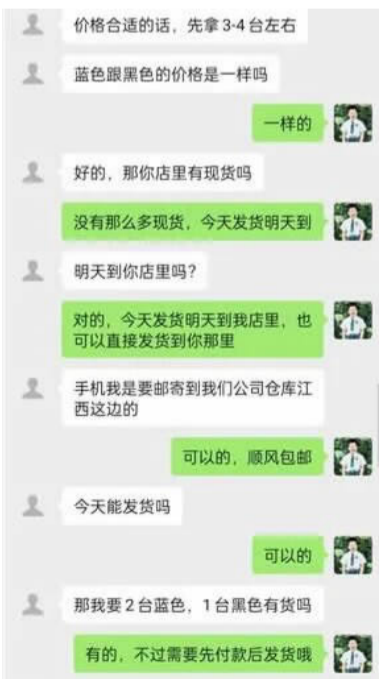 价格合适的话，先拿3-4台左右
蓝色跟黑色的价格是一样吗
一样的
好的，那你店里有现货吗
没有那么多现货，今天发货明天到
明天到你店里吗？
对的，今天发货明天到我店里，也
可以直接发货到你那里
手机我是要邮寄到我们公司仓库江
西这边的
可以的，顺风包邮
今天能发货吗
可以的
那我要2台蓝色，1台黑色有货吗
有的，不过需要先付款后发货哦